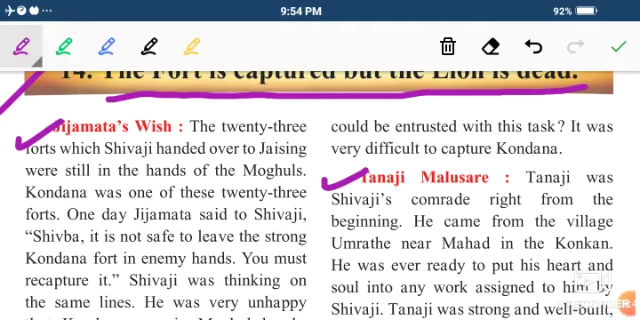 9:54 PM
92%
14. The Fort is captured but the Lion is dead.
Jijamata's Wish : The twenty-three
forts which Shivaji handed over to Jaising
were still in the hands of the Moghuls.
Kondana was one of these twenty-three
forts. One day Jijamata said to Shivaji,
“Shivba, it is not safe to leave the strong
Kondana fort in enemy hands. You must
recapture it.” Shivaji was thinking on
the same lines. He was very unhappy
could be entrusted with this task? It was
very difficult to capture Kondana.
Tanaji Malusare : Tanaji was
Shivaji's comrade right from the
beginning. He came from the village
Umrathe near Mahad in the Konkan.
He was ever ready to put his heart and
soul into any work assigned to him by
Shivaji. Tanaji was strong and well-built,